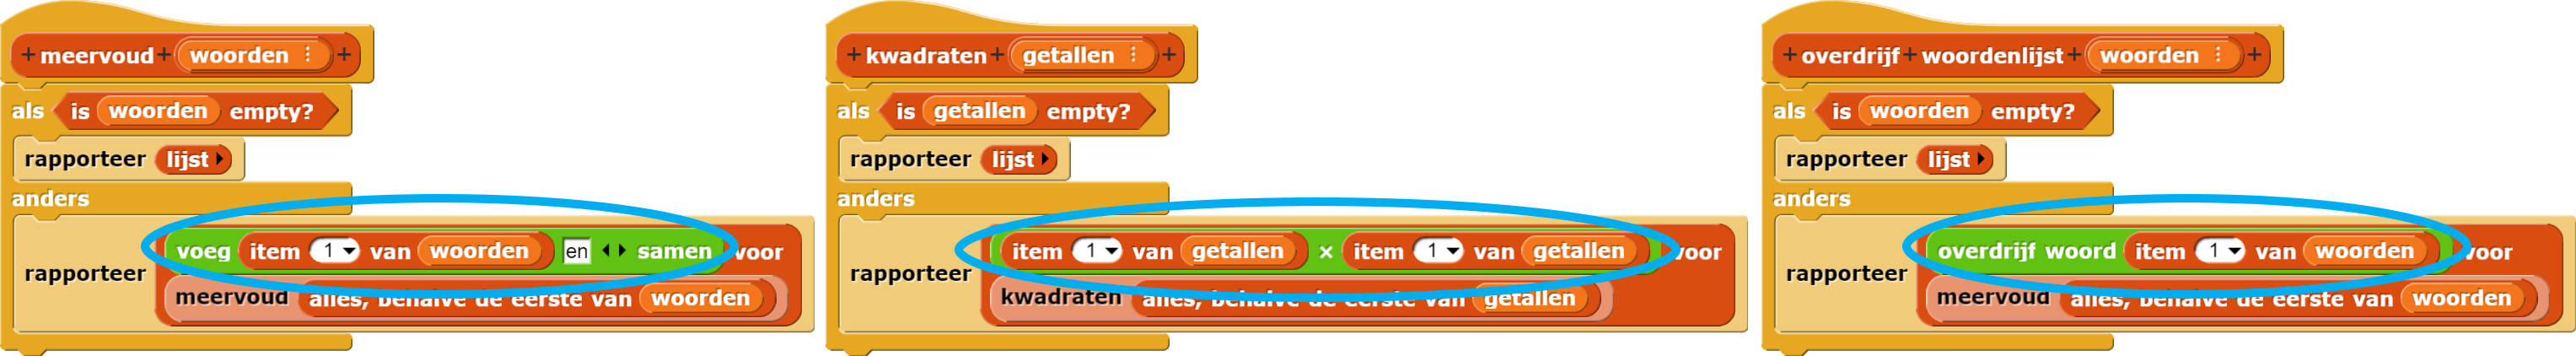 + meervoud + woorden ⋮ +
als is woorden empty?
rapporteer lijst
anders
rapporteer voeg item 1 van woorden en samen voor
meervoud alles, behalve de eerste van woorden
+ kwadraten + getallen ⋮ +
als is getallen empty?
rapporteer lijst
anders
rapporteer item 1 van getallen × item 1 van getallen voor
kwadraten alles, behalve de eerste van getallen
+ overdrijf + woordenlijst + woorden ⋮ +
als is woorden empty?
rapporteer lijst
anders
rapporteer overdrijf woord item 1 van woorden voor
meervoud alles, behalve de eerste van woorden